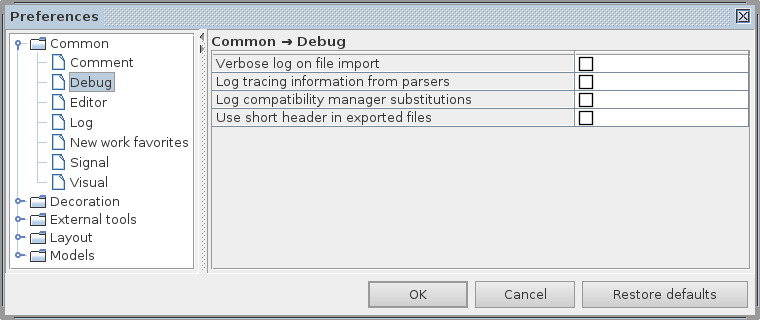 Preferences
Common
Comment
Debug
Editor
Log
New work favorites
Signal
Visual
Decoration
External tools
Layout
Models
Common → Debug
Verbose log on file import
Log tracing information from parsers
Log compatibility manager substitutions
Use short header in exported files
OK
Cancel
Restore defaults